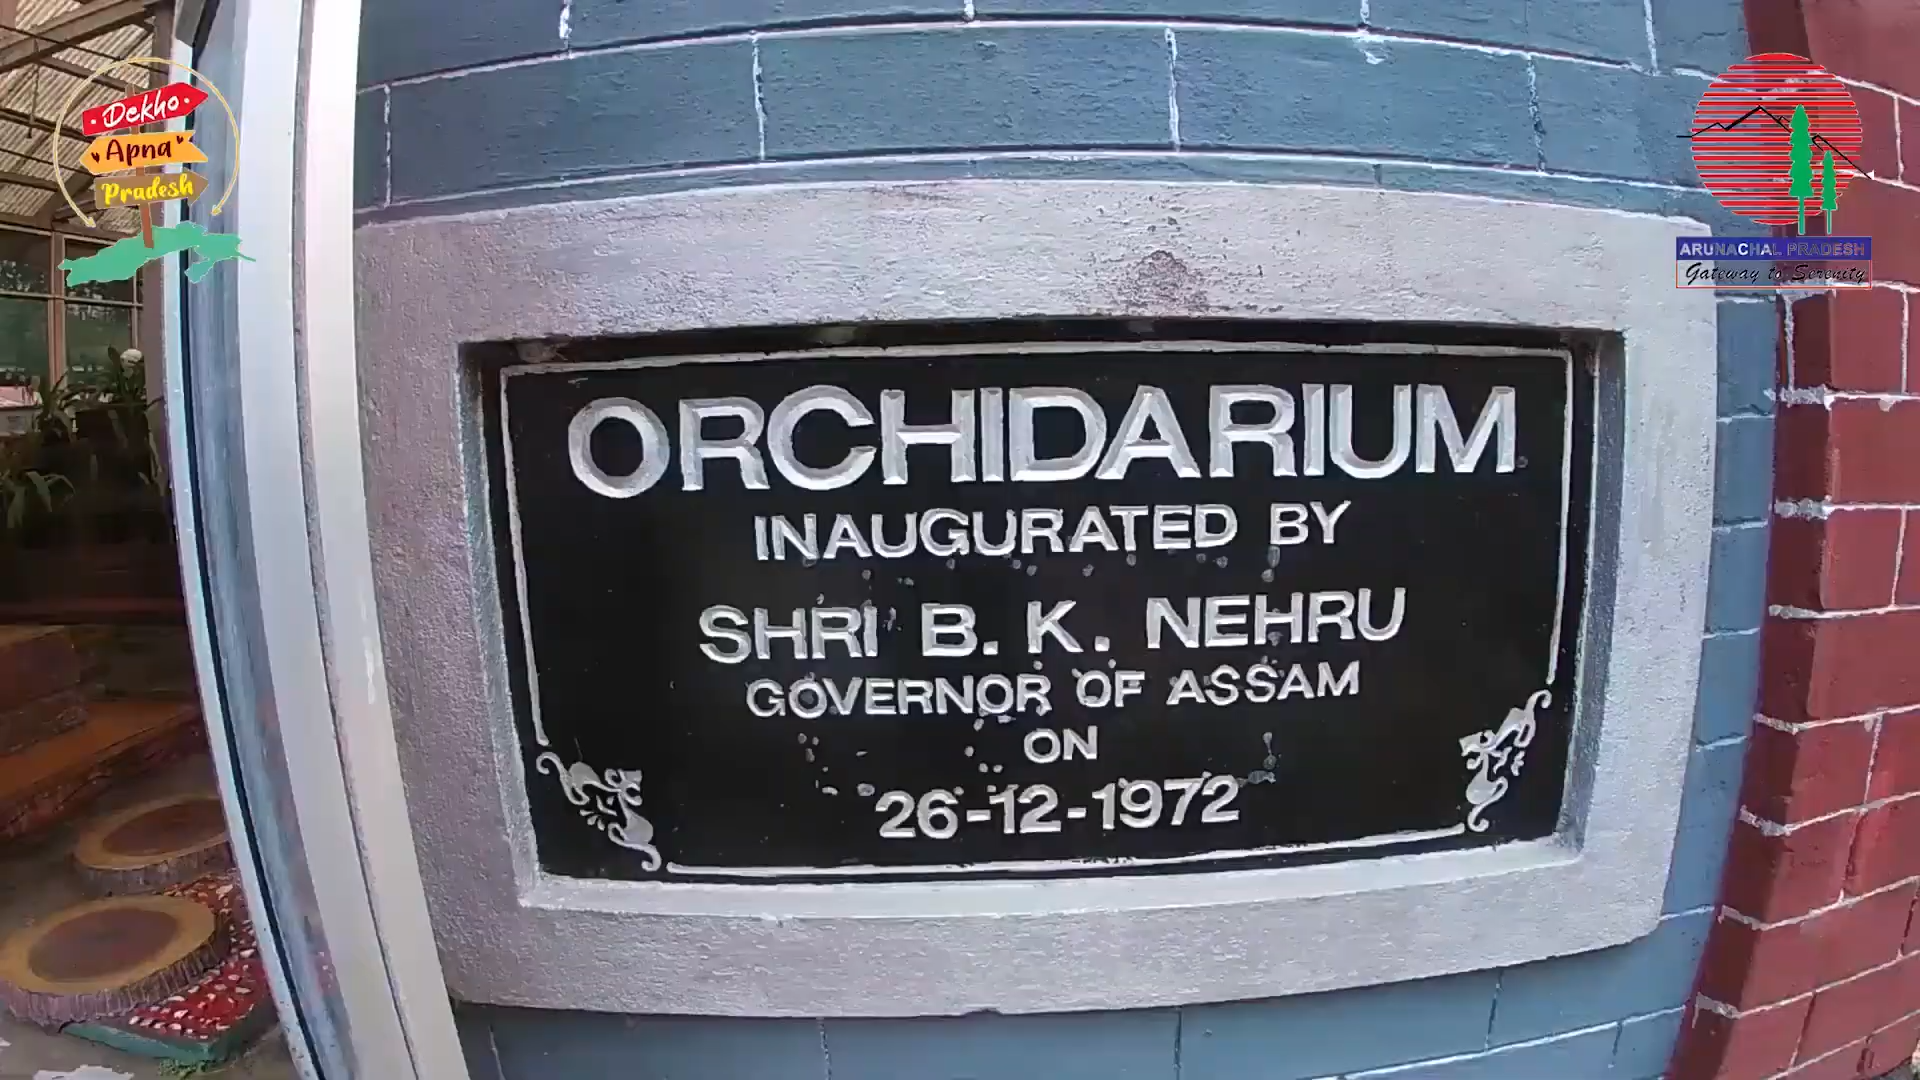 Dekho
Apna
Pradesh
ARUNACHAL PRADESH
Gateway to Serenity
ORCHIDARIUM
INAUGURATED BY
SHRI B. K. NEHRU
GOVERNOR OF ASSAM
ON
26-12-1972